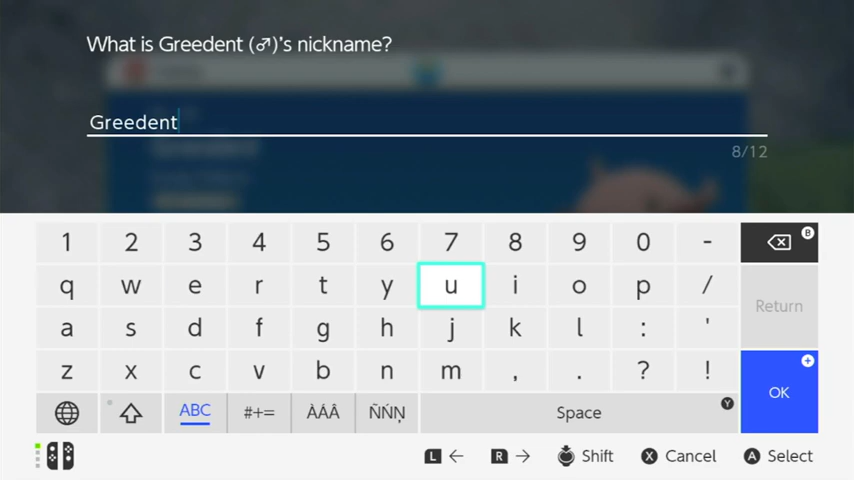 What is Greedent (♂)'s nickname?
Greedent
8/12
1 2 3 4 5 6 7 8 9 0 - B
q w e r t y u i o p / Return
a s d f g h j k l : '
z x c v b n m , . ? ! OK +
ABC #+= ÀÁÂ ÑŃŅ Space Y
L ← R → Shift X Cancel A Select